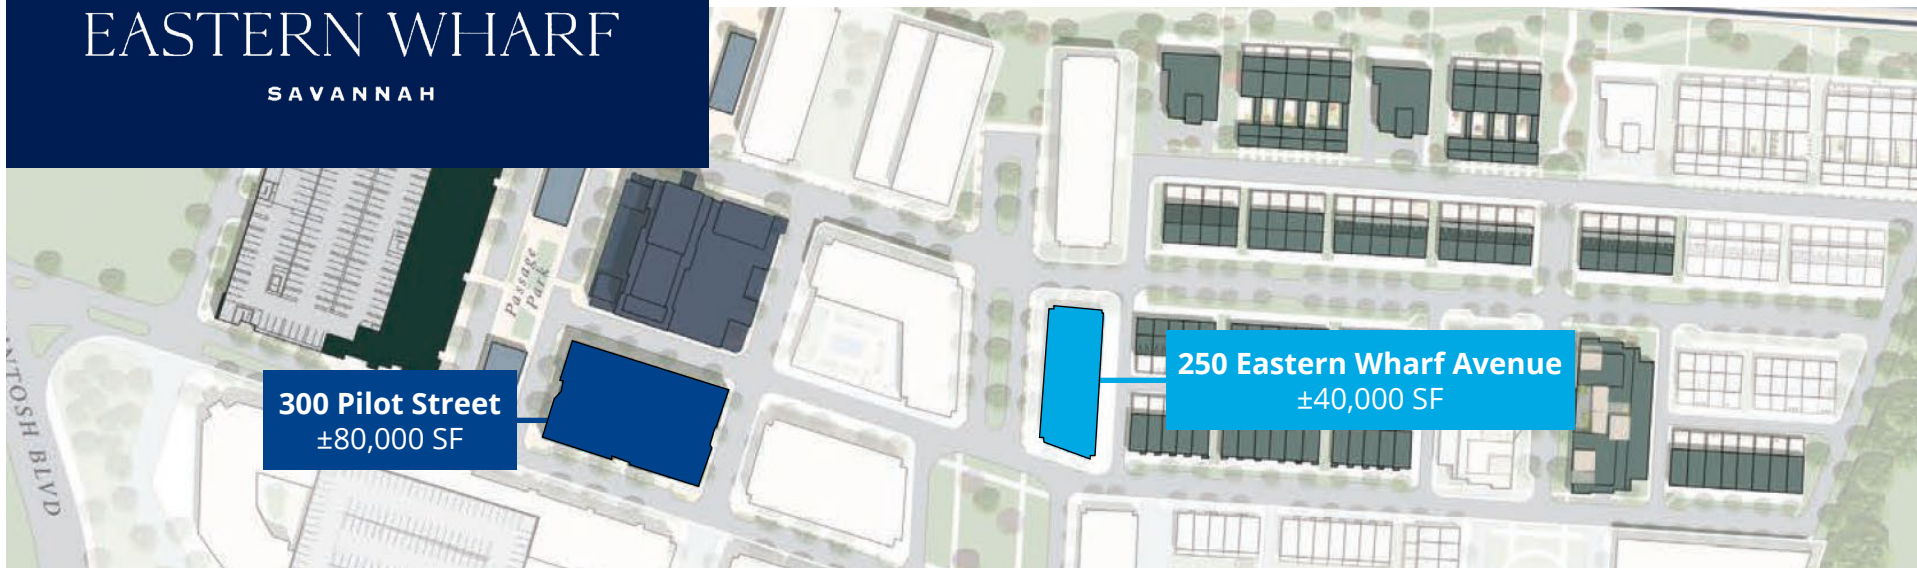 EASTERN WHARF
SAVANNAH
Passage
Park
300 Pilot Street
±80,000 SF
250 Eastern Wharf Avenue
±40,000 SF
NTOSH BLVD